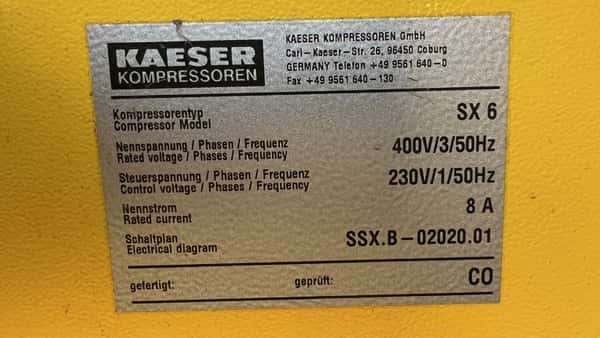 KAESER
KOMPRESSOREN
KAESER KOMPRESSOREN GmbH
Carl-Kaeser-Str. 26, 96450 Coburg
GERMANY Telefon +49 9561 640-0
Fax +49 9561 640-130
Kompressorentyp
Compressor Model
SX 6
Nennspannung / Phasen / Frequenz
Rated voltage / Phases / Frequency
400V/3/50Hz
Steuerspannung / Phasen / Frequenz
Control voltage / Phases / Frequency
230V/1/50Hz
Nennstrom
Rated current
8 A
Schaltplan
Electrical diagram
SSX.B-02020.01
gefertigt:
geprüft:
CO